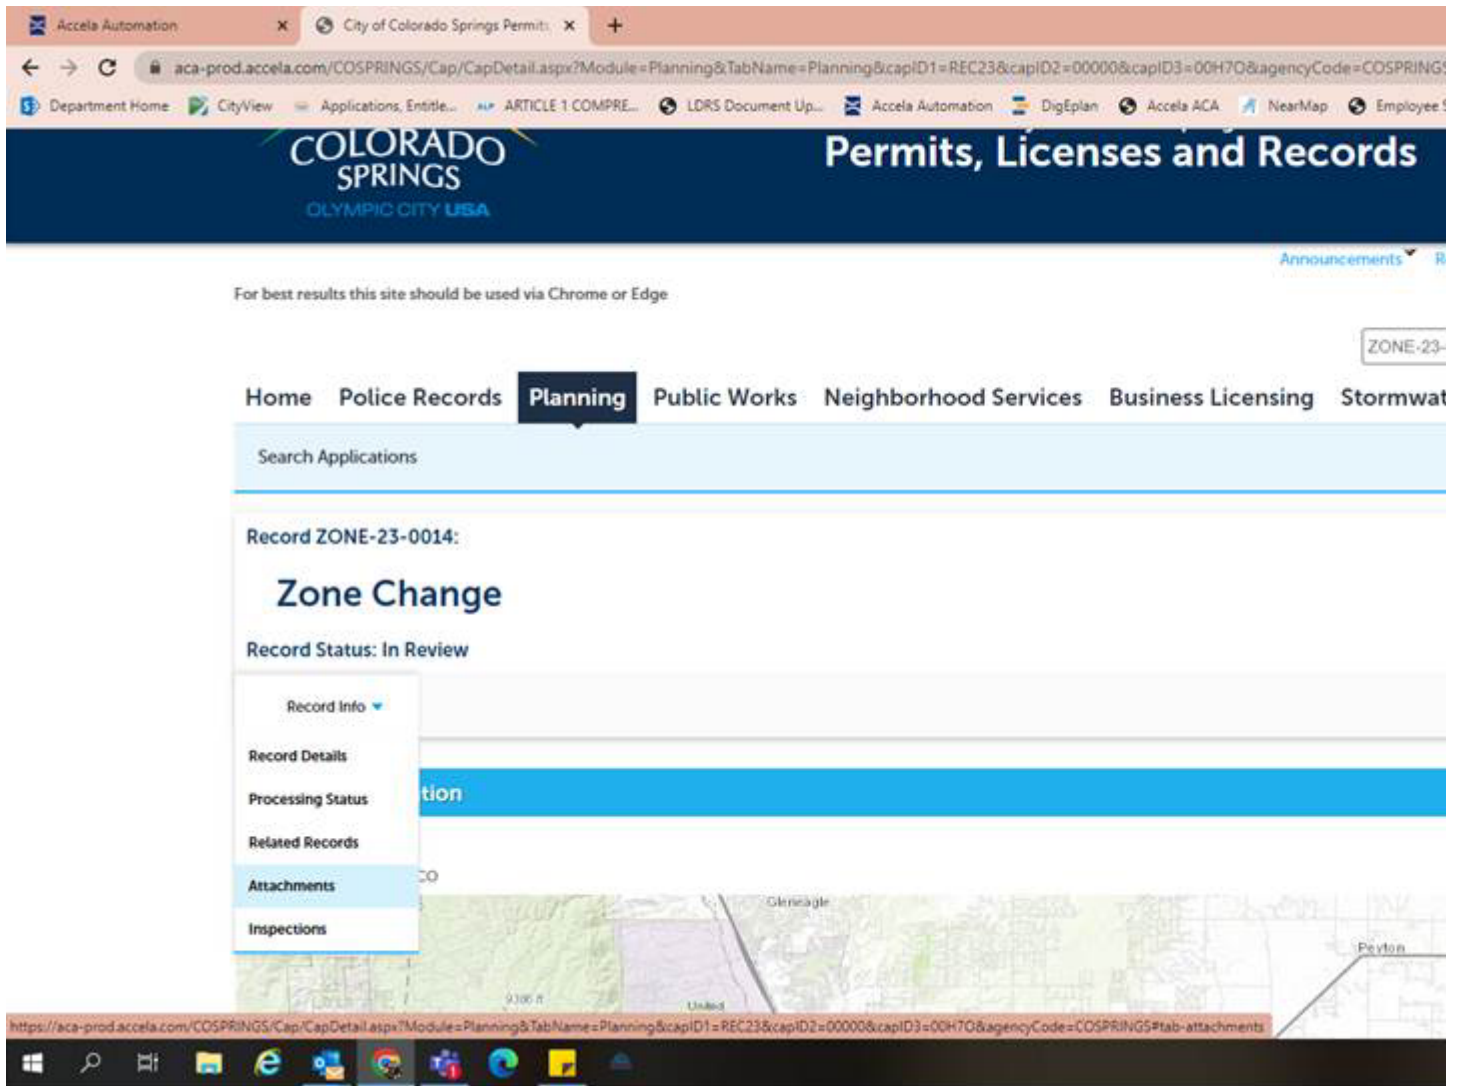 Accela Automation
City of Colorado Springs Permits
aca-prod.accela.com/COSPRINGS/Cap/CapDetail.aspx?Module=Planning&TabName=Planning&capID1=REC23&capID2=00000&capID3=00H7O&agencyCode=COSPRINGS
Department Home CityView Applications, Entitle... ARTICLE 1 COMPRE... LDRS Document Up... Accela Automation DigEplan Accela ACA NearMap Employee
COLORADO
SPRINGS
OLYMPIC CITY USA
Permits, Licenses and Records
Announcements
For best results this site should be used via Chrome or Edge
ZONE-23-
Home Police Records Planning Public Works Neighborhood Services Business Licensing Stormwat
Search Applications
Record ZONE-23-0014:
Zone Change
Record Status: In Review
Record Info
Record Details
Processing Status
tion
Related Records
Attachments
CO
Inspections
Gleneagle
Peyton
United
https://aca-prod.accela.com/COSPRINGS/Cap/CapDetail.aspx?Module=Planning&TabName=Planning&capID1=REC23&capID2=00000&capID3=00H7O&agencyCode=COSPRINGS#tab-attachments